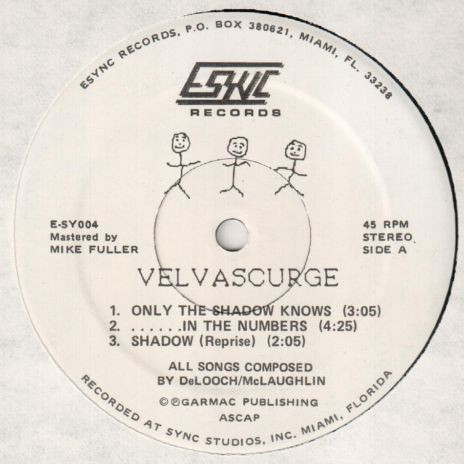 ESYNC RECORDS, P.O. BOX 380621, MIAMI, FL. 33238
ESYNC
RECORDS
E-SY004
Mastered by
MIKE FULLER
45 RPM
STEREO
SIDE A
VELVASCURGE
1. ONLY THE SHADOW KNOWS (3:05)
2. ......IN THE NUMBERS (4:25)
3. SHADOW (Reprise) (2:05)
ALL SONGS COMPOSED
BY DeLOOCH/McLAUGHLIN
©℗GARMAC PUBLISHING
ASCAP
RECORDED AT SYNC STUDIOS, INC. MIAMI, FLORIDA